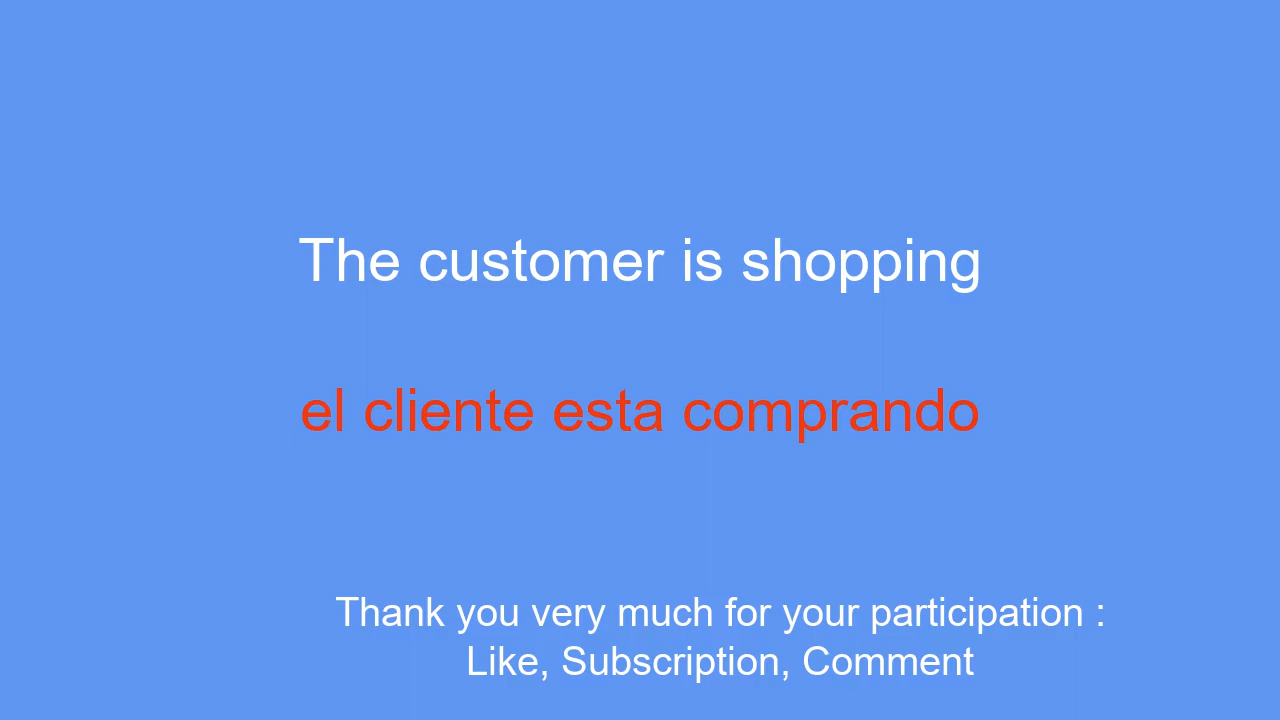 The customer is shopping
el cliente esta comprando
Thank you very much for your participation :
Like, Subscription, Comment